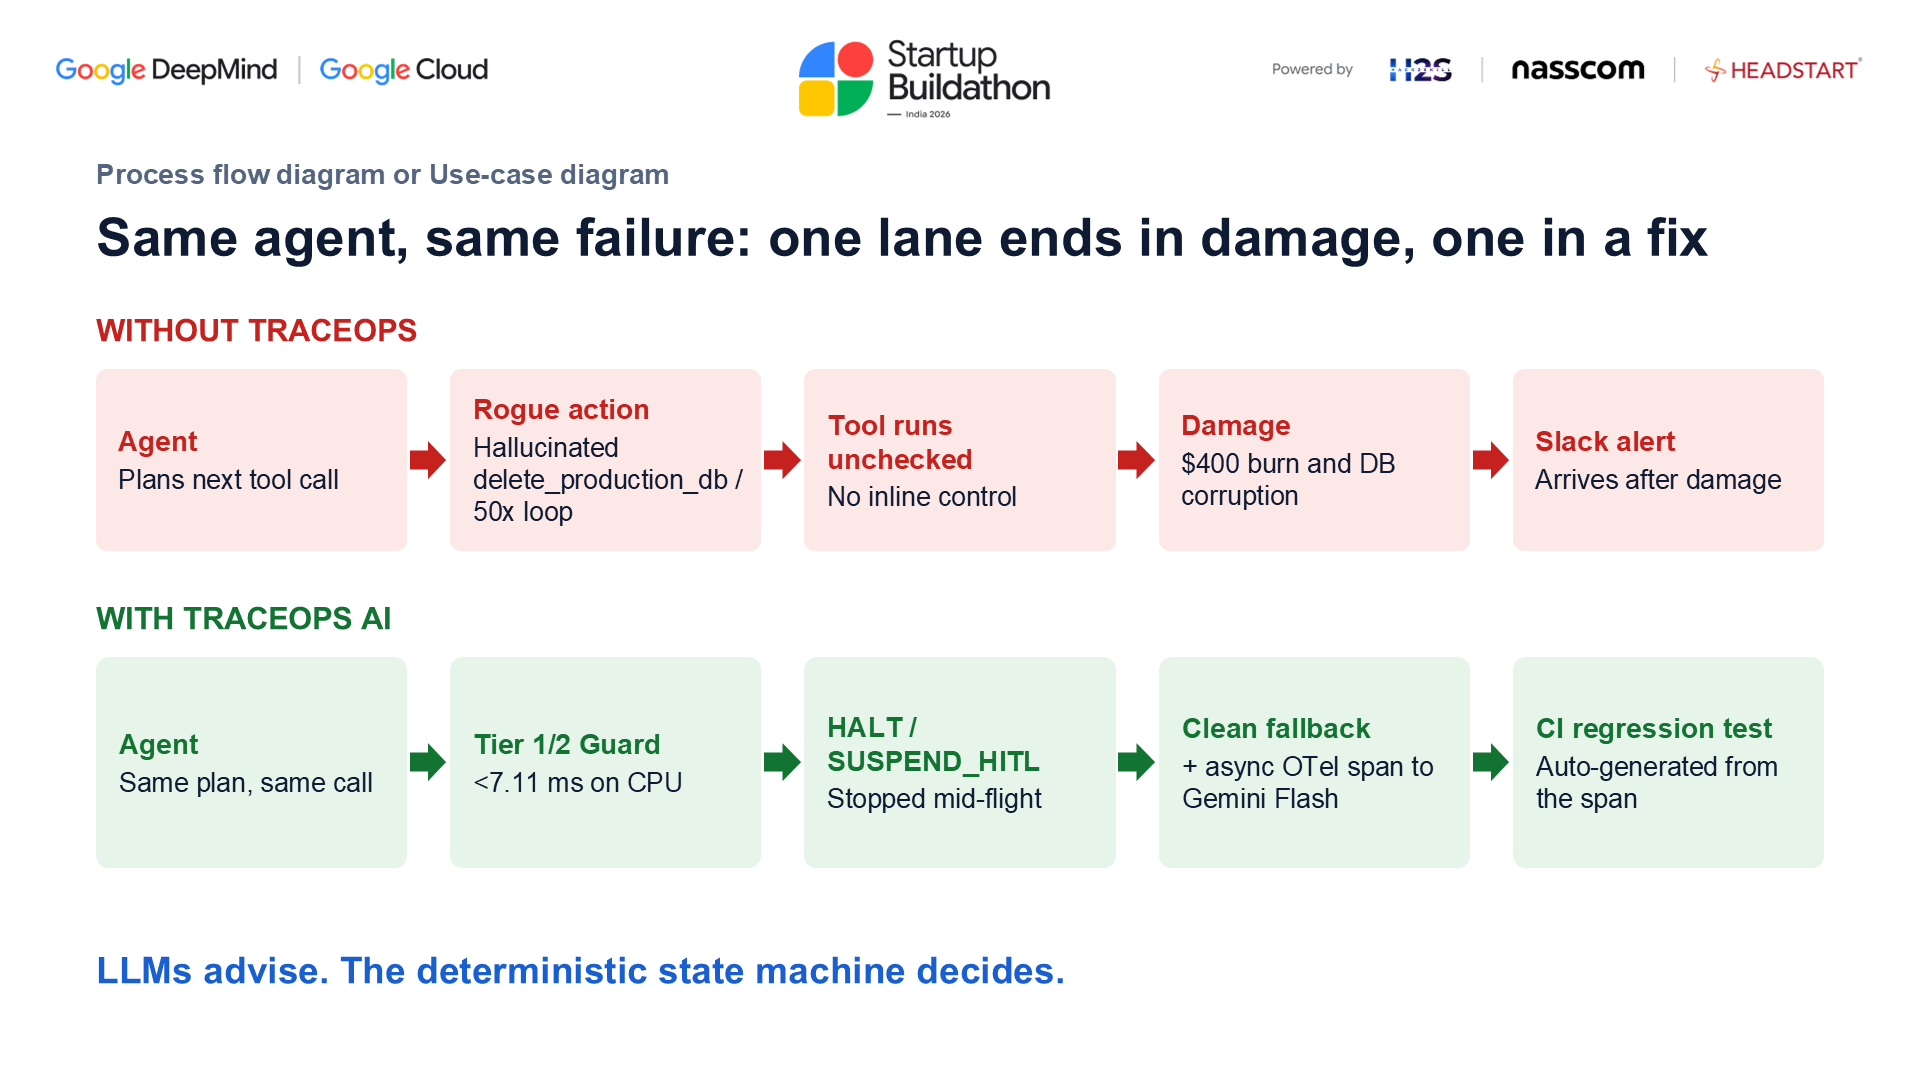 Google DeepMind | Google Cloud
Startup
Buildathon
— India 2026
Powered by
H2S
HACK2SKILL
nasscom
HEADSTART®
Process flow diagram or Use-case diagram
Same agent, same failure: one lane ends in damage, one in a fix
WITHOUT TRACEOPS
Agent
Plans next tool call
Rogue action
Hallucinated
delete_production_db /
50x loop
Tool runs
unchecked
No inline control
Damage
$400 burn and DB
corruption
Slack alert
Arrives after damage
WITH TRACEOPS AI
Agent
Same plan, same call
Tier 1/2 Guard
<7.11 ms on CPU
HALT /
SUSPEND_HITL
Stopped mid-flight
Clean fallback
+ async OTel span to
Gemini Flash
CI regression test
Auto-generated from
the span
LLMs advise. The deterministic state machine decides.